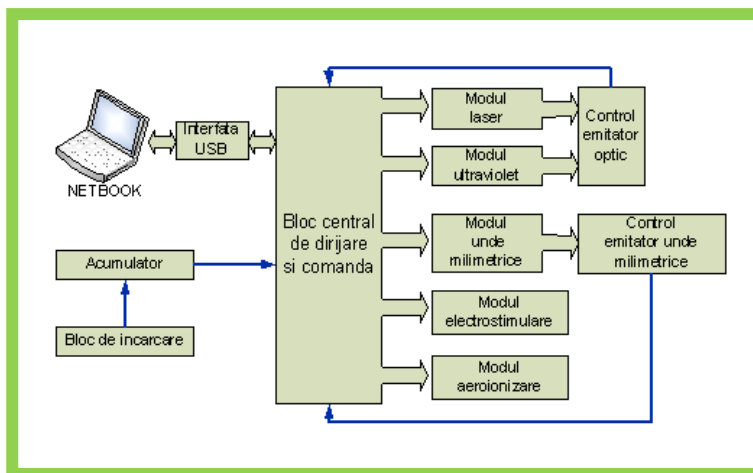 Interfata
USB
NETBOOK
Acumulator
Bloc de incarcare
Bloc central
de dirijare
si comanda
Modul
laser
Modul
ultraviolet
Modul
unde
milimetrice
Modul
electrostimulare
Modul
aeroionizare
Control
emitator
optic
Control
emitator unde
milimetrice